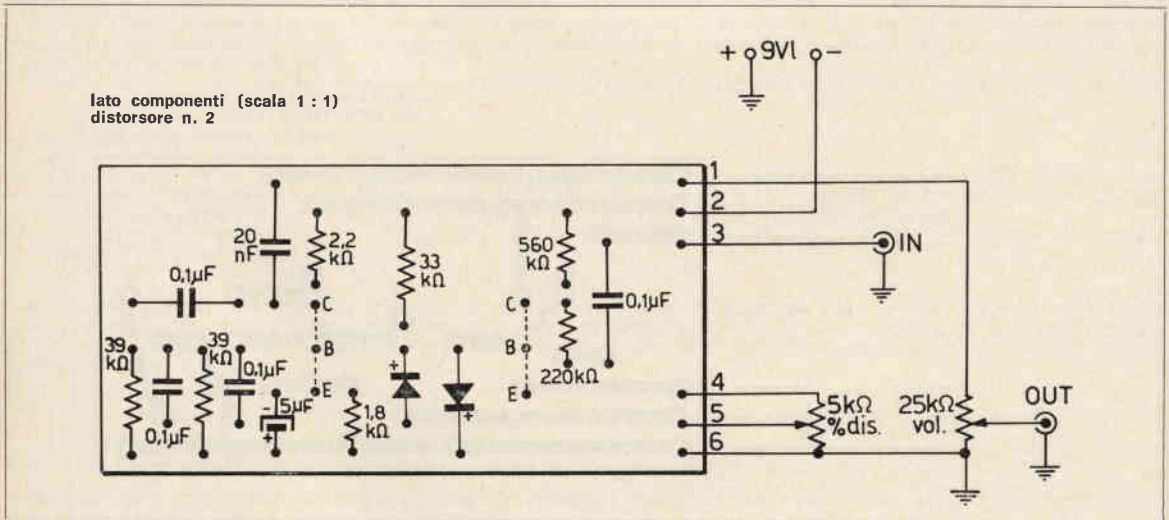 + 9Vl -
lato componenti (scala 1 : 1)
distorsore n. 2
1
2
3
IN
20
nF
2,2
kΩ
33
kΩ
560
kΩ
0,1µF
0,1µF
C
B
E
C
B
E
39
kΩ
39
kΩ
0,1µF
0,1µF
-
5µF
+
1,8
kΩ
+
+
220kΩ
4
5
6
5kΩ
% dis.
25kΩ
vol.
OUT